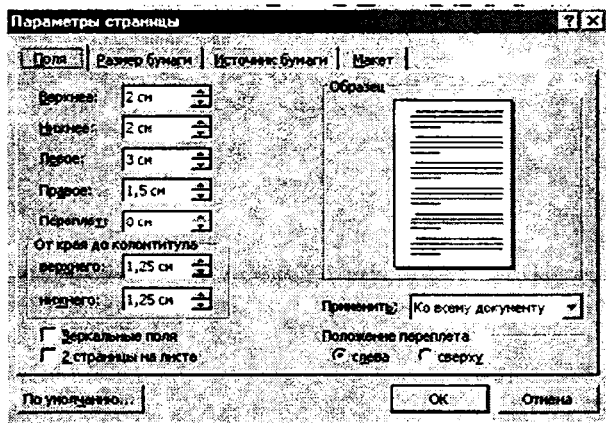 Параметры страницы
Поля Размер бумаги Источник бумаги Макет
Верхнее: 2 см
Нижнее: 2 см
Левое: 3 см
Правое: 1,5 см
Переплет: 0 см
От края до колонтитула
верхнего: 1,25 см
нижнего: 1,25 см
Зеркальные поля
2 страницы на листе
Образец
Применить: Ко всему документу
Положение переплета
слева сверху
По умолчанию... ОК Отмена